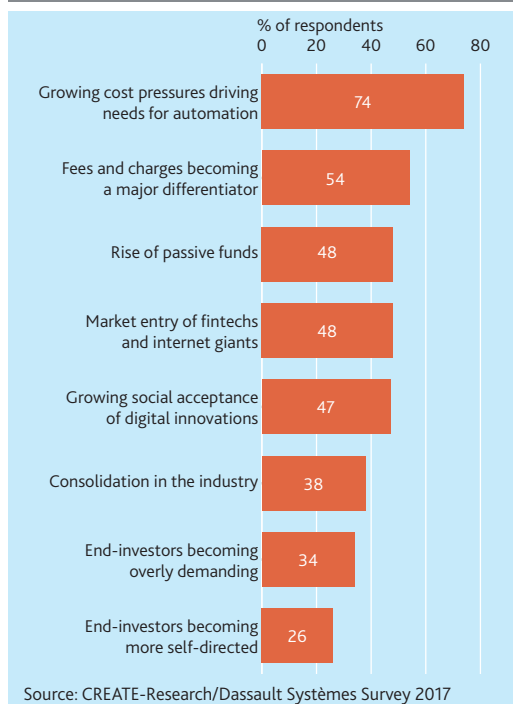 % of respondents
0 20 40 60 80
Growing cost pressures driving
needs for automation
74
Fees and charges becoming
a major differentiator
54
Rise of passive funds
48
Market entry of fintechs
and internet giants
48
Growing social acceptance
of digital innovations
47
Consolidation in the industry
38
End-investors becoming
overly demanding
34
End-investors becoming
more self-directed
26
Source: CREATE-Research/Dassault Systèmes Survey 2017